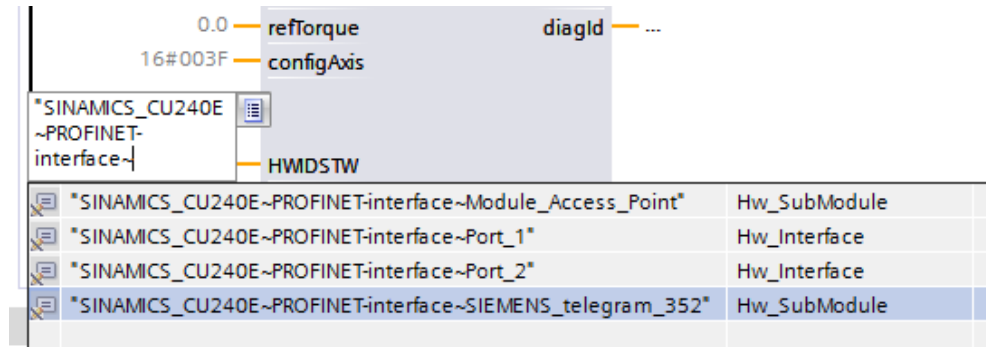 0.0 refTorque diagId ...
16#003F configAxis
"SINAMICS_CU240E
~PROFINET-
interface~
HWIDSTW
"SINAMICS_CU240E~PROFINET-interface~Module_Access_Point" Hw_SubModule
"SINAMICS_CU240E~PROFINET-interface~Port_1" Hw_Interface
"SINAMICS_CU240E~PROFINET-interface~Port_2" Hw_Interface
"SINAMICS_CU240E~PROFINET-interface~SIEMENS_telegram_352" Hw_SubModule